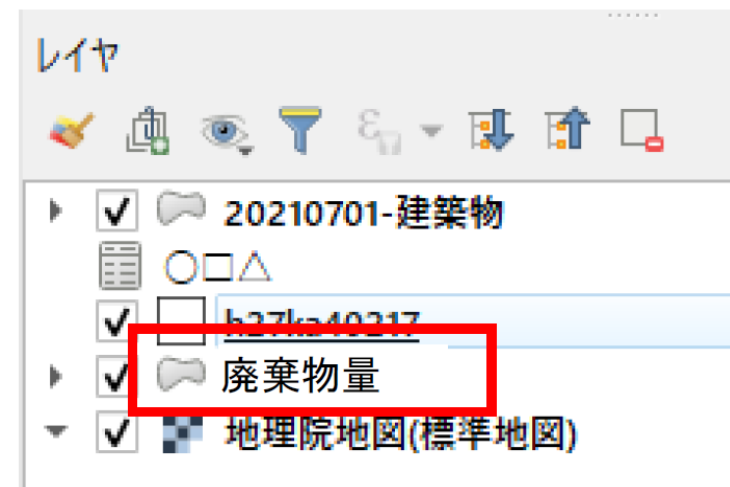 レイヤ
20210701-建築物
○□△
h27ka40217
廃棄物量
地理院地図(標準地図)